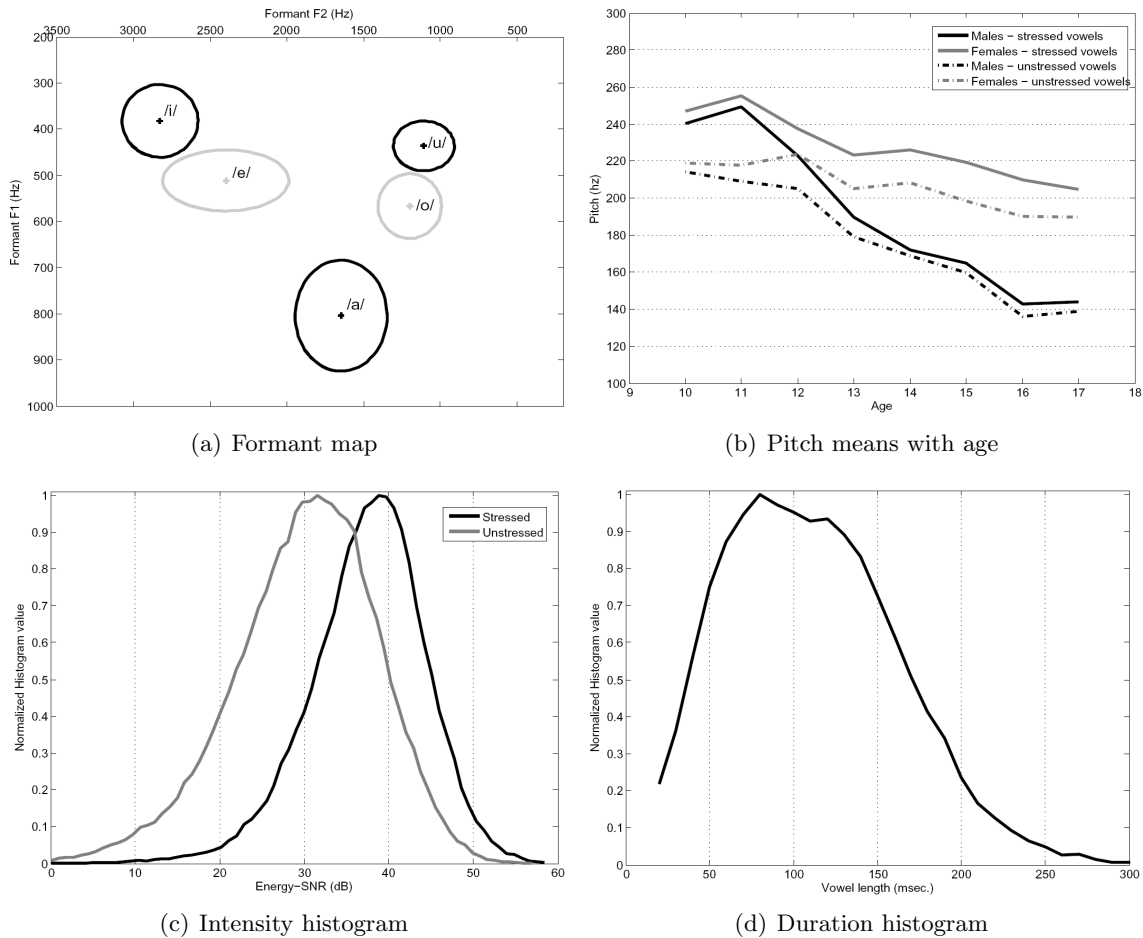 Formant F2 (Hz)
3500 3000 2500 2000 1500 1000 500
200
300
400
500
600
700
800
900
1000
Formant F1 (Hz)
/i/
/u/
/e/
/o/
/a/
(a) Formant map
Males − stressed vowels
Females − stressed vowels
Males − unstressed vowels
Females − unstressed vowels
300
280
260
240
220
200
180
160
140
120
100
Pitch (hz)
9 10 11 12 13 14 15 16 17 18
Age
(b) Pitch means with age
Stressed
Unstressed
1
0.9
0.8
0.7
0.6
0.5
0.4
0.3
0.2
0.1
0
Normalized Histogram value
0 10 20 30 40 50 60
Energy−SNR (dB)
(c) Intensity histogram
1
0.9
0.8
0.7
0.6
0.5
0.4
0.3
0.2
0.1
0
Normalized Histogram value
0 50 100 150 200 250 300
Vowel length (msec.)
(d) Duration histogram